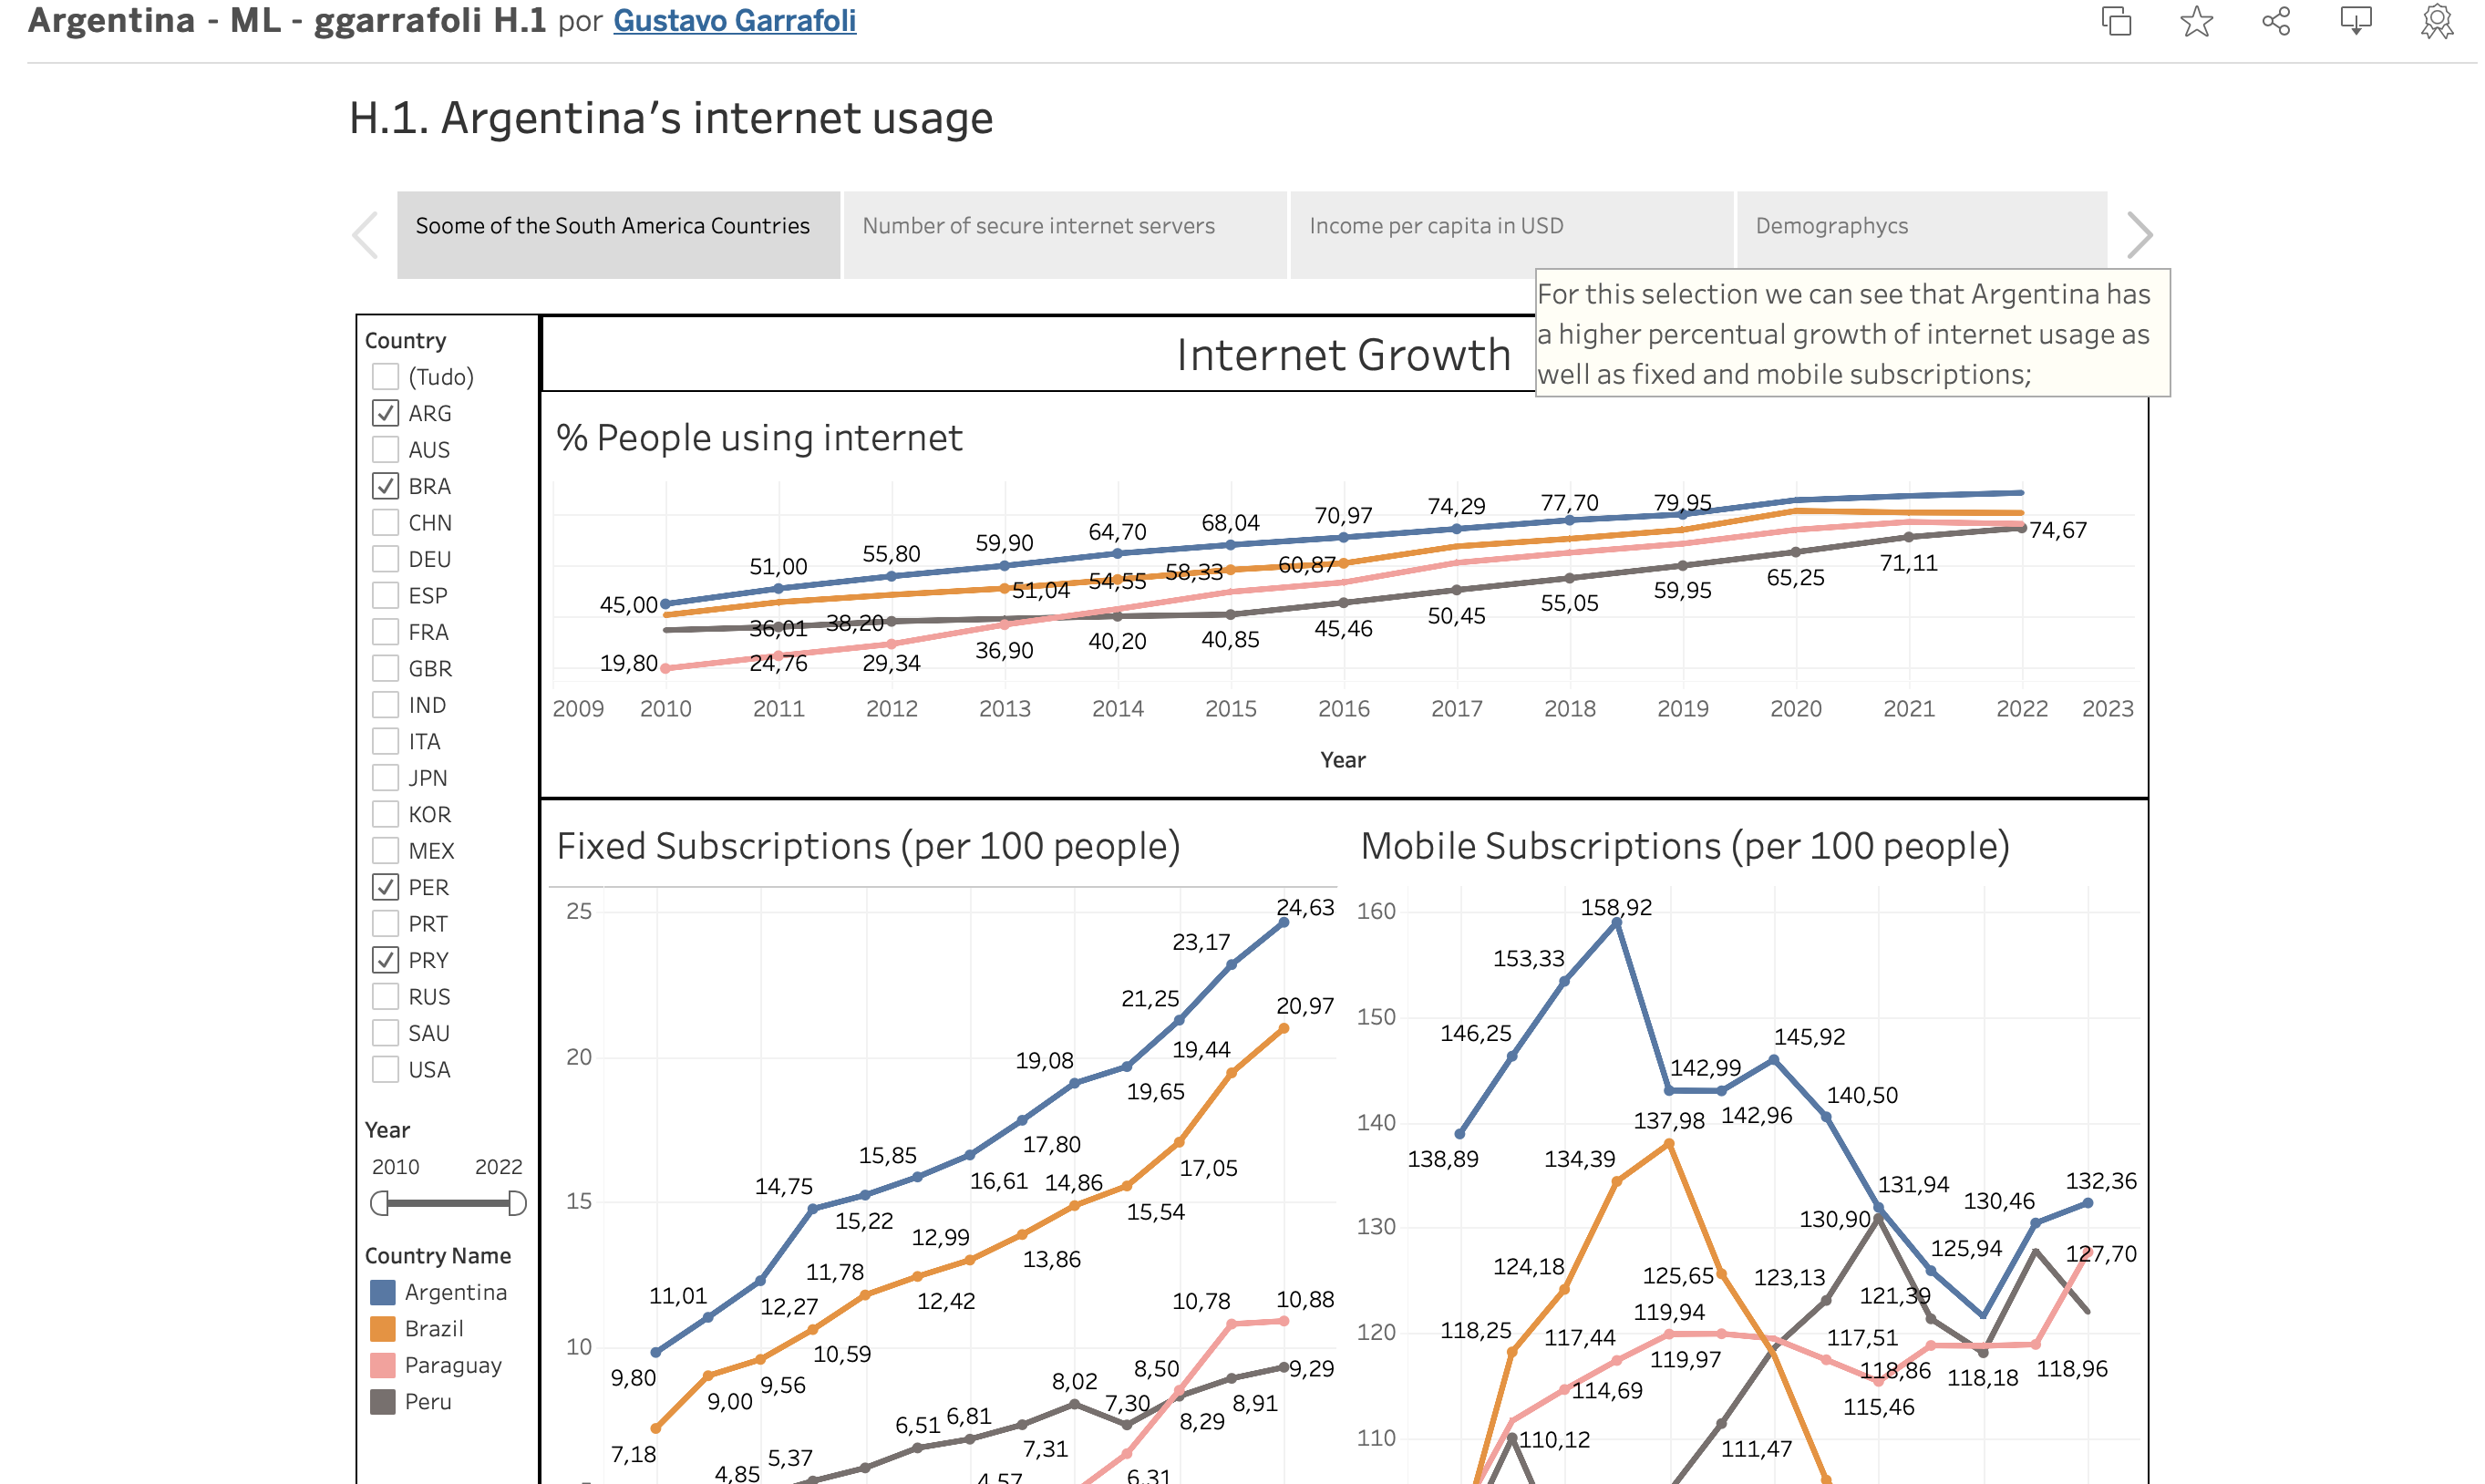 Argentina - ML - ggarrafoli H.1 por Gustavo Garrafoli
H.1. Argentina's internet usage
Soome of the South America Countries
Number of secure internet servers
Income per capita in USD
Demographycs
For this selection we can see that Argentina has
a higher percentual growth of internet usage as
well as fixed and mobile subscriptions;
Country
(Tudo)
ARG
AUS
BRA
CHN
DEU
ESP
FRA
GBR
IND
ITA
JPN
KOR
MEX
PER
PRT
PRY
RUS
SAU
USA
Year
2010 2022
Country Name
Argentina
Brazil
Paraguay
Peru
Internet Growth
% People using internet
45,00 51,00 55,80 59,90 64,70 68,04 70,97 74,29 77,70 79,95
51,04 54,55 58,33 60,87
36,01 38,20 40,20 40,85 45,46 50,45 55,05 59,95 65,25 71,11 74,67
19,80 24,76 29,34 36,90
2009 2010 2011 2012 2013 2014 2015 2016 2017 2018 2019 2020 2021 2022 2023
Year
Fixed Subscriptions (per 100 people)
25
20
15
10
9,80 11,01 12,27 14,75 15,22 15,85 16,61 17,80 19,08 19,65 21,25 23,17 24,63
7,18 9,00 9,56 10,59 11,78 12,42 12,99 13,86 14,86 15,54 17,05 19,44 20,97
4,85 5,37 6,51 6,81 7,31 8,02 7,30 8,29 8,91 9,29
4,57 6,31 8,50 10,78 10,88
Mobile Subscriptions (per 100 people)
160
150
140
130
120
110
138,89 146,25 153,33 158,92 142,99 142,96 145,92 140,50 131,94 125,94 130,46 132,36
118,25 124,18 134,39 137,98 125,65
110,12 111,47 123,13 130,90 121,39 118,18
114,69 117,44 119,94 119,97 117,51 115,46 118,86 118,96 127,70